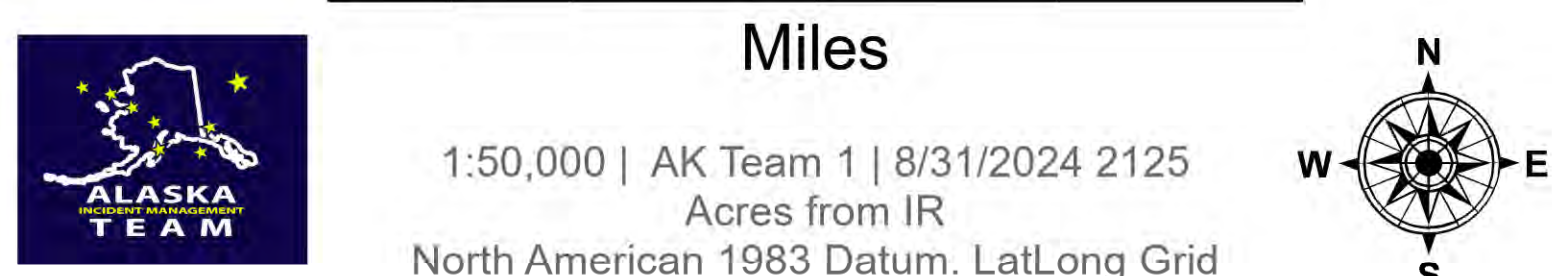 Miles
N
W
E
S
1:50,000 | AK Team 1 | 8/31/2024 2125
Acres from IR
North American 1983 Datum. LatLong Grid
ALASKA
INCIDENT MANAGEMENT
TEAM